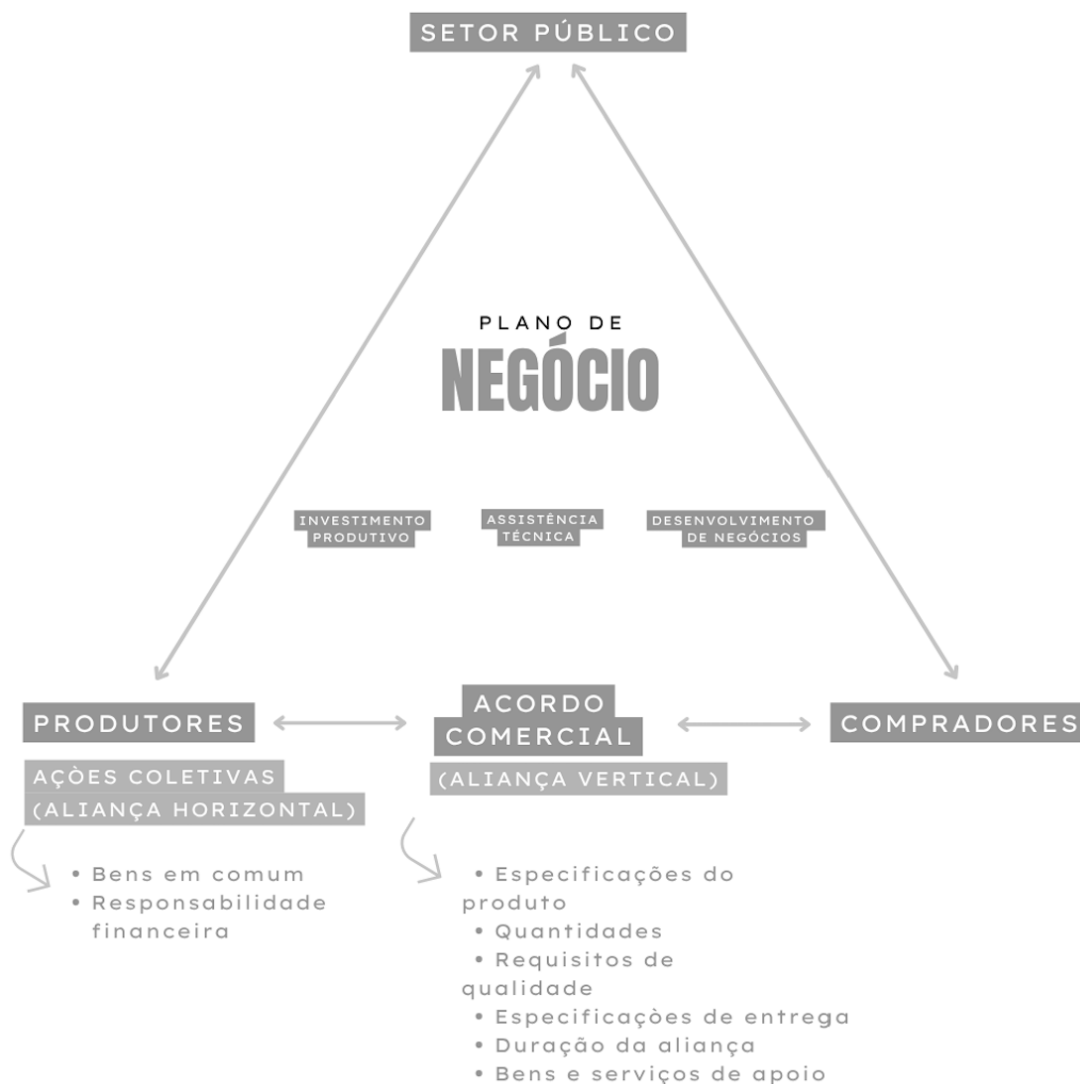 SETOR PÚBLICO
PLANO DE
NEGÓCIO
INVESTIMENTO
PRODUTIVO
ASSISTÊNCIA
TÉCNICA
DESENVOLVIMENTO
DE NEGÓCIOS
PRODUTORES
AÇÒES COLETIVAS
(ALIANÇA HORIZONTAL)
• Bens em comum
• Responsabilidade
financeira
ACORDO
COMERCIAL
(ALIANÇA VERTICAL)
• Especificações do
produto
• Quantidades
• Requisitos de
qualidade
• Especificaçòes de entrega
• Duração da aliança
• Bens e serviços de apoio
COMPRADORES